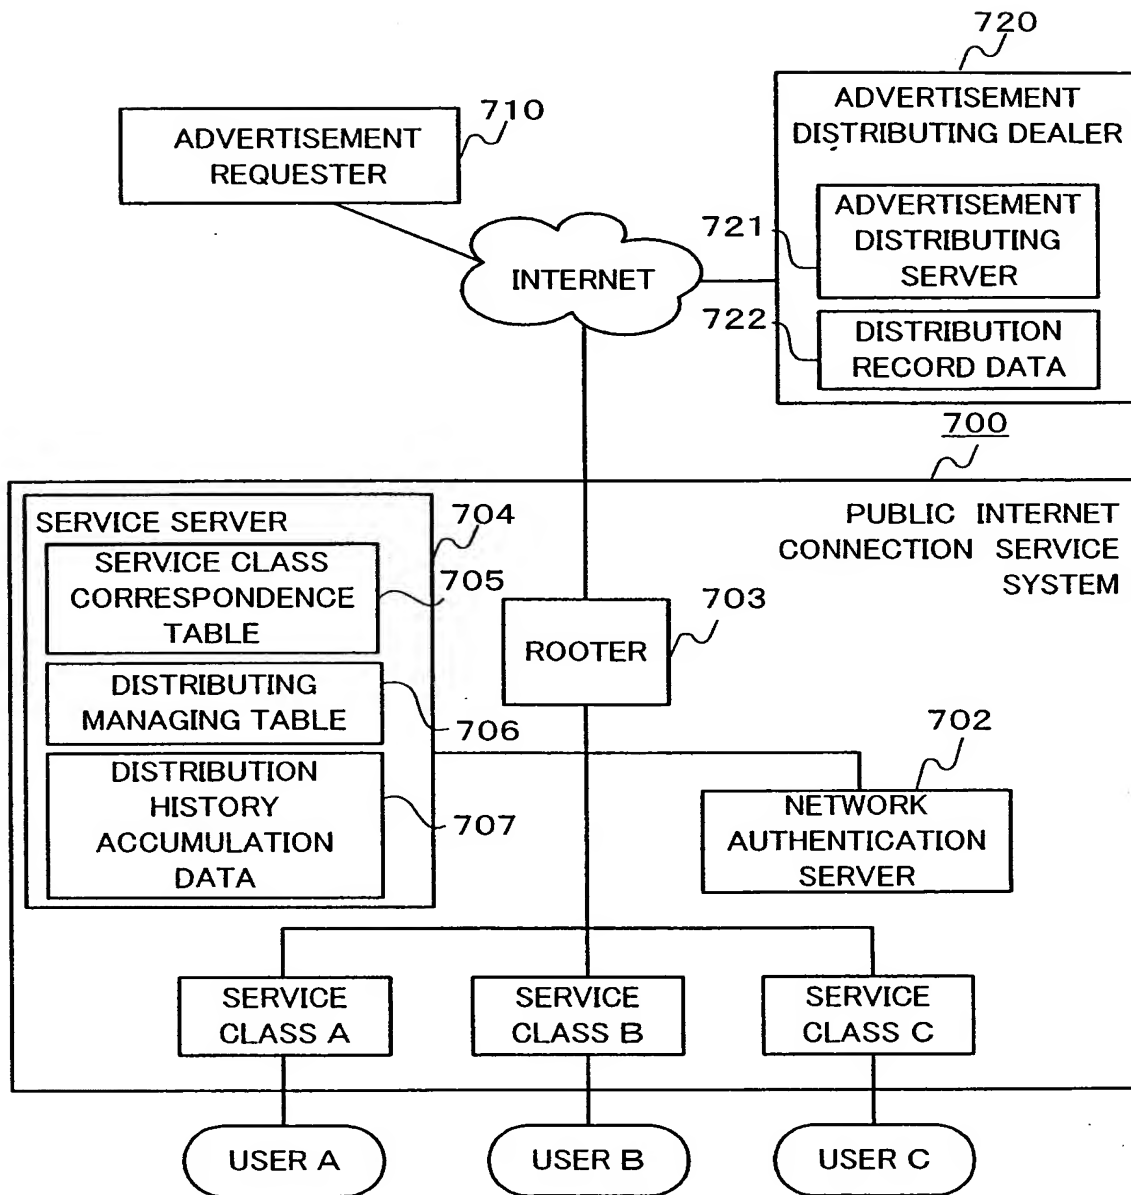 720
ADVERTISEMENT
DISTRIBUTING DEALER
710
ADVERTISEMENT
REQUESTER
721
ADVERTISEMENT
DISTRIBUTING
SERVER
INTERNET
722
DISTRIBUTION
RECORD DATA
700
PUBLIC INTERNET
CONNECTION SERVICE
SYSTEM
SERVICE SERVER
704
SERVICE CLASS
CORRESPONDENCE
TABLE
705
703
ROOTER
DISTRIBUTING
MANAGING TABLE
706
702
DISTRIBUTION
HISTORY
ACCUMULATION
DATA
707
NETWORK
AUTHENTICATION
SERVER
SERVICE
CLASS A
SERVICE
CLASS B
SERVICE
CLASS C
USER A
USER B
USER C